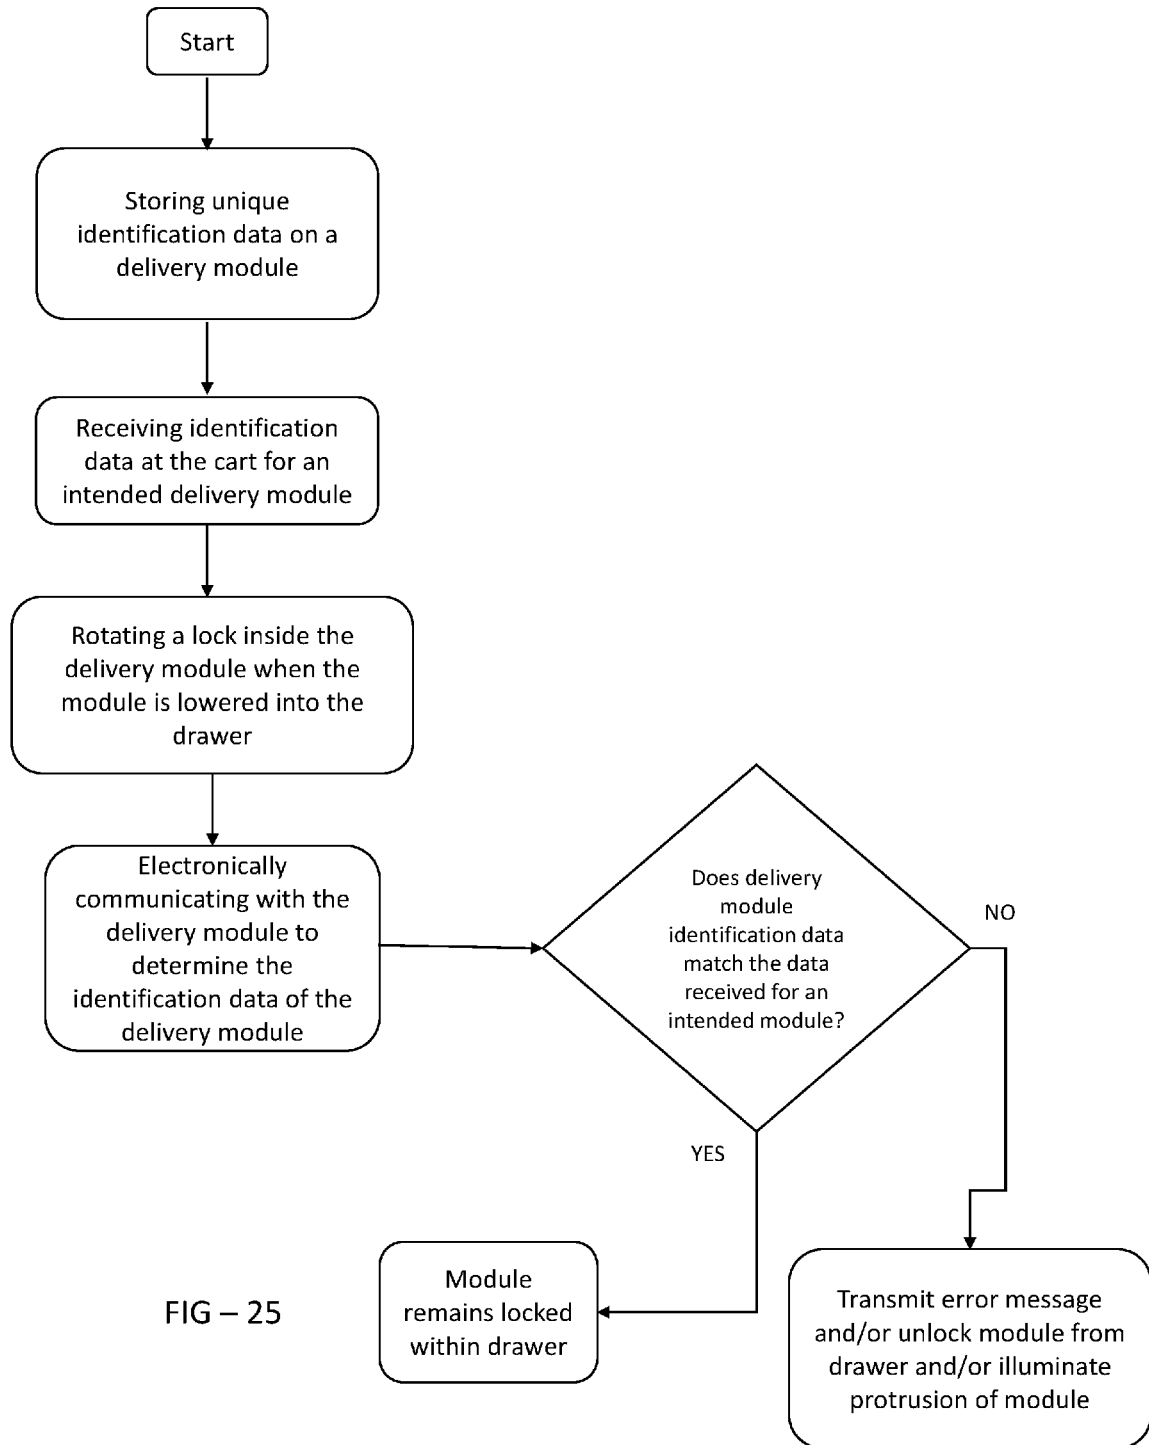 Start
Storing unique
identification data on a
delivery module
Receiving identification
data at the cart for an
intended delivery module
Rotating a lock inside the
delivery module when the
module is lowered into the
drawer
Electronically
communicating with the
delivery module to
determine the
identification data of the
delivery module
Does delivery
module
identification data
match the data
received for an
intended module?
NO
YES
Module
remains locked
within drawer
Transmit error message
and/or unlock module from
drawer and/or illuminate
protrusion of module
FIG – 25